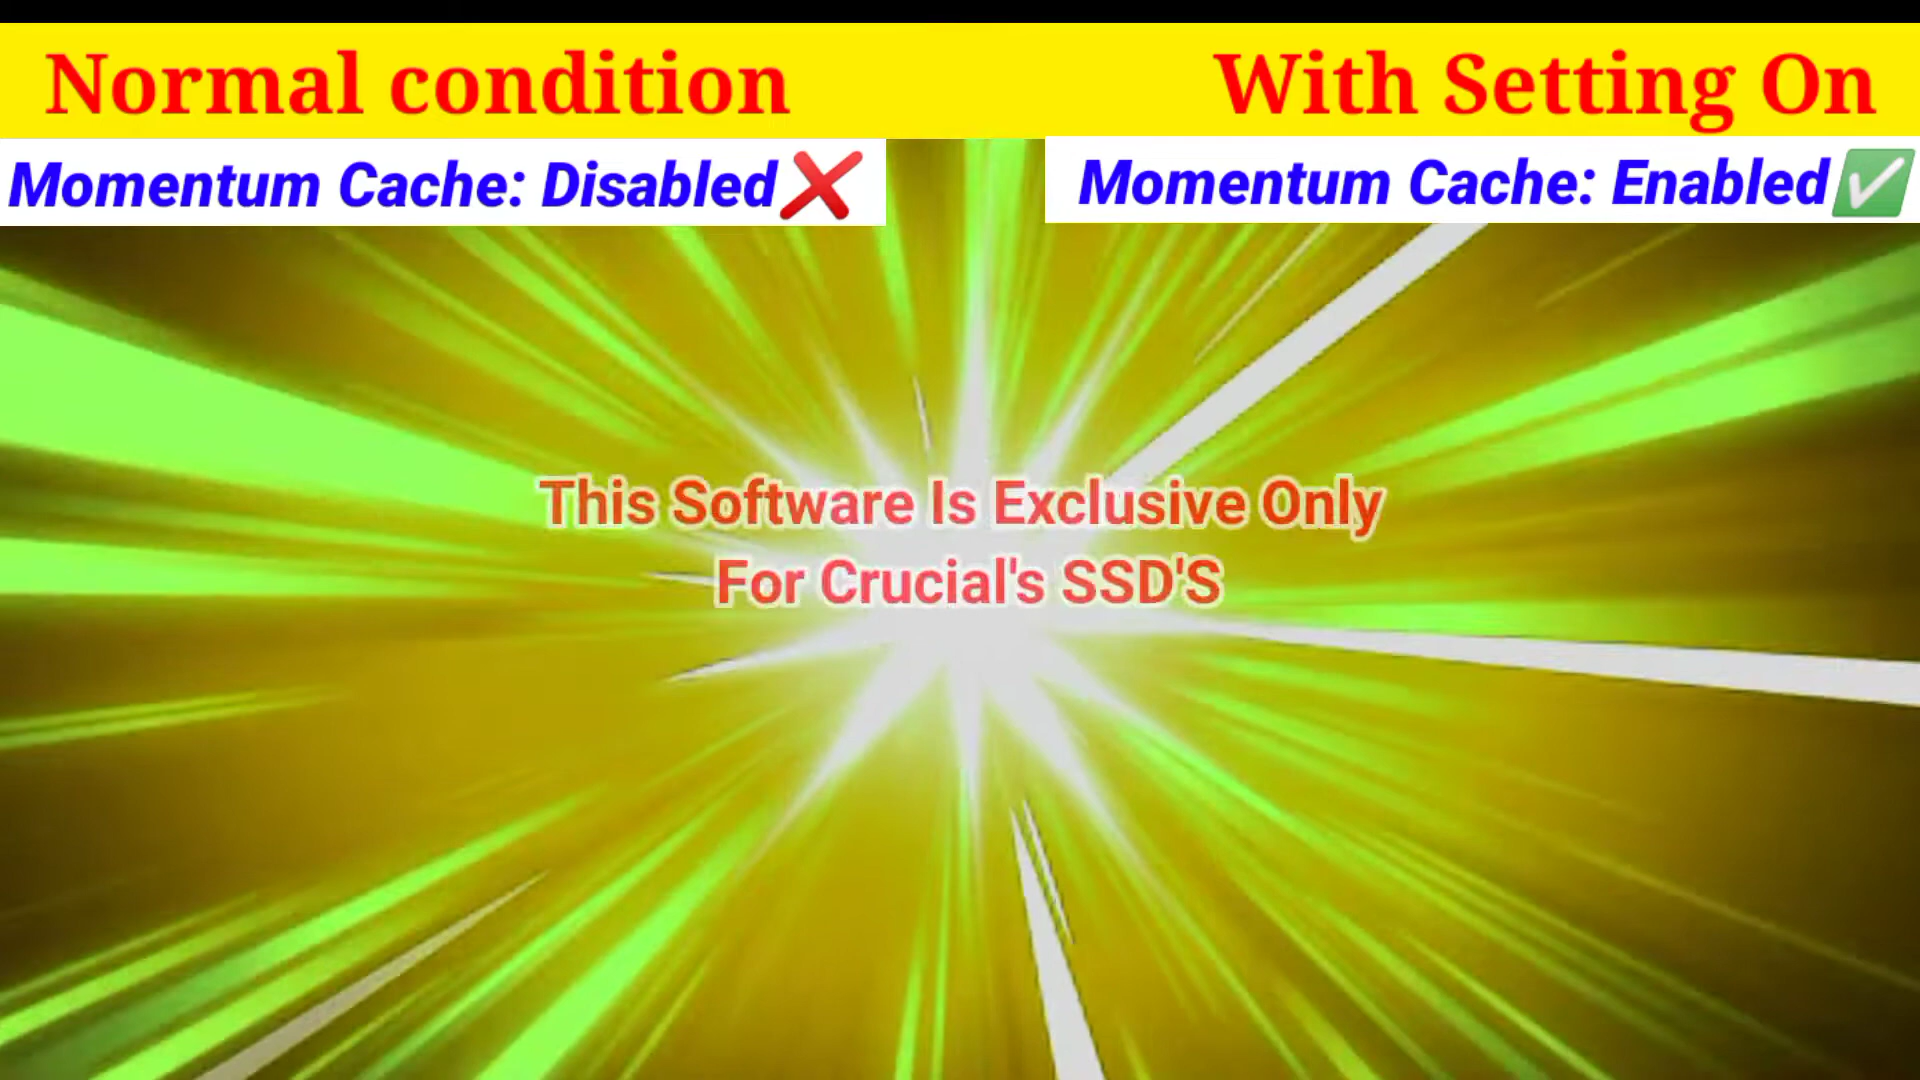 Normal condition
With Setting On
Momentum Cache: Disabled❌
Momentum Cache: Enabled✅
This Software Is Exclusive Only
For Crucial's SSD'S